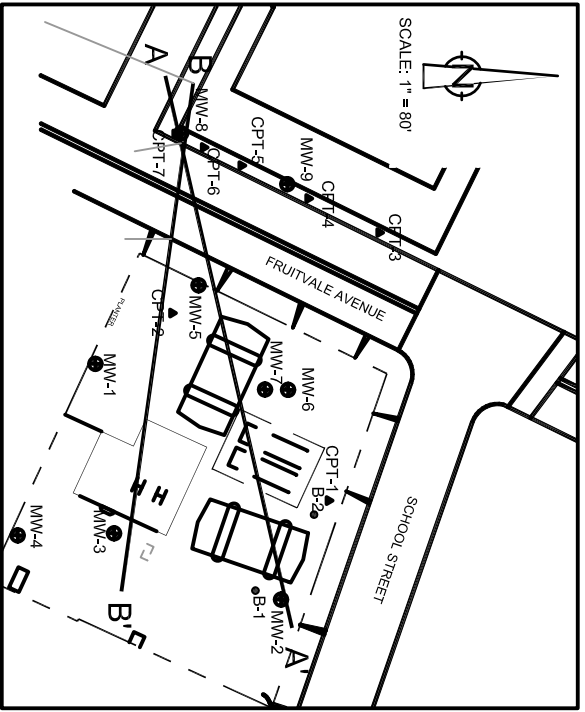 SCALE: 1" = 80'
N
A
B
MW-8
CPT-7
CPT-6
CPT-5
MW-9
CPT-4
CPT-3
FRUITVALE AVENUE
PLANTER
CPT-2
MW-5
MW-1
MW-7
MW-6
CPT-1
B-2
SCHOOL STREET
MW-4
MW-3
B-1
MW-2
A'
B'